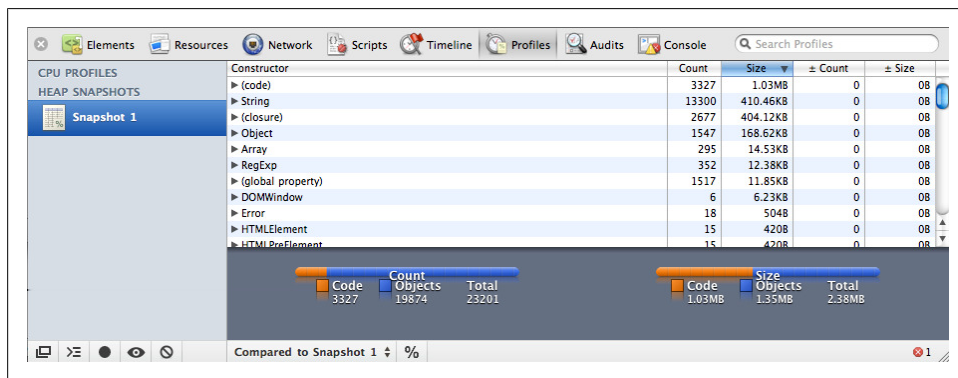 Elements Resources Network Scripts Timeline Profiles Audits Console Search Profiles
CPU PROFILES
HEAP SNAPSHOTS
Snapshot 1
Constructor Count Size ± Count ± Size
(code) 3327 1.03MB 0 0B
String 13300 410.46KB 0 0B
(closure) 2677 404.12KB 0 0B
Object 1547 168.62KB 0 0B
Array 295 14.53KB 0 0B
RegExp 352 12.38KB 0 0B
(global property) 1517 11.85KB 0 0B
DOMWindow 6 6.23KB 0 0B
Error 18 504B 0 0B
HTMLElement 15 420B 0 0B
HTMLPreElement 15 420B 0 0B
Count
Code Objects Total
3327 19874 23201
Size
Code Objects Total
1.03MB 1.35MB 2.38MB
Compared to Snapshot 1 % 1